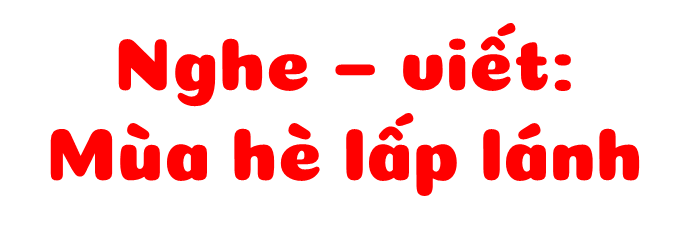 Nghe – viết:
Mùa hè lấp lánh